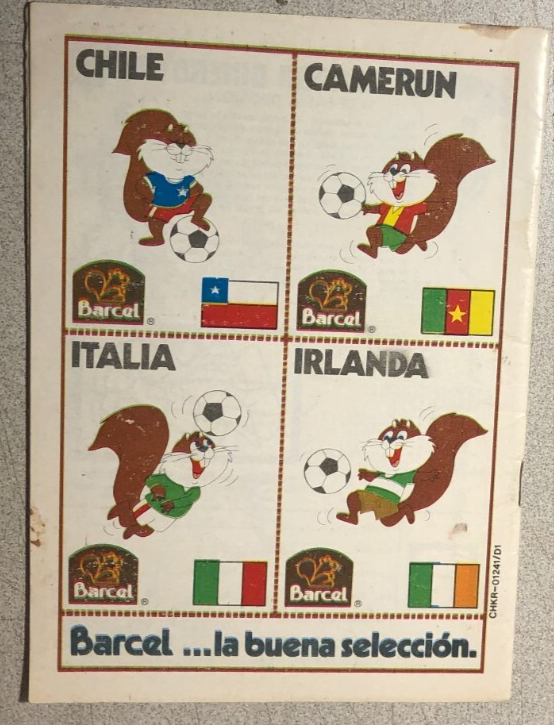 CHILE
CAMERUN
Barcel ®
Barcel ®
ITALIA
IRLANDA
Barcel ®
Barcel ®
CHKR-01241/D1
Barcel ...la buena selección.